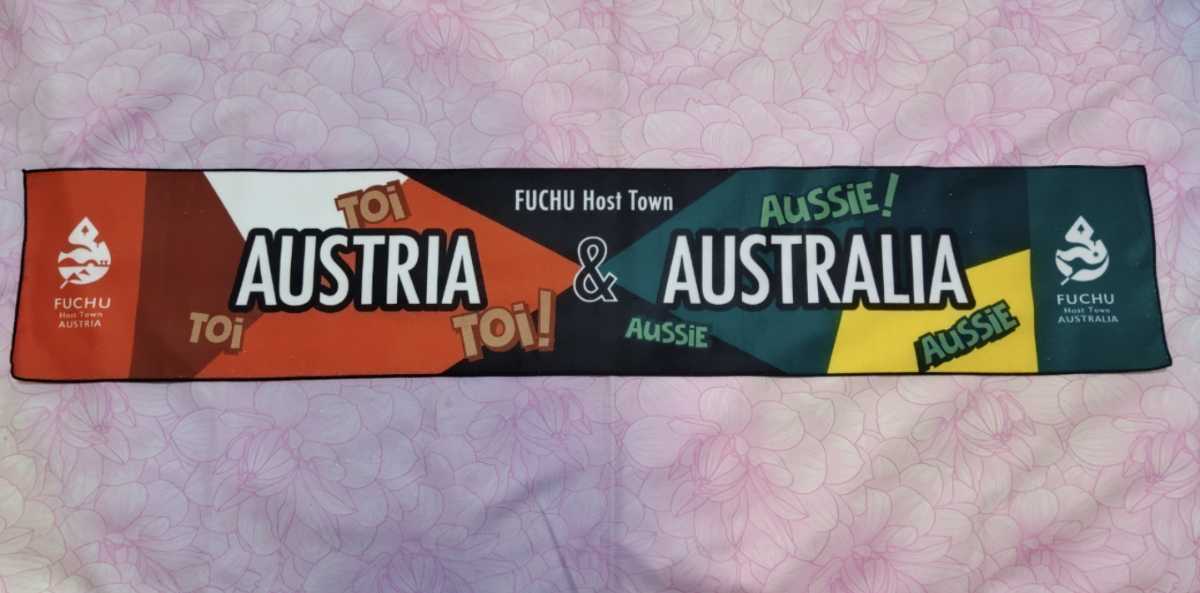 FUCHU Host Town
TOi
AUSSiE!
AUSTRIA & AUSTRALIA
TOi
TOi!
AUSSiE
AUSSiE
FUCHU
Host Town
AUSTRIA
FUCHU
Host Town
AUSTRALIA